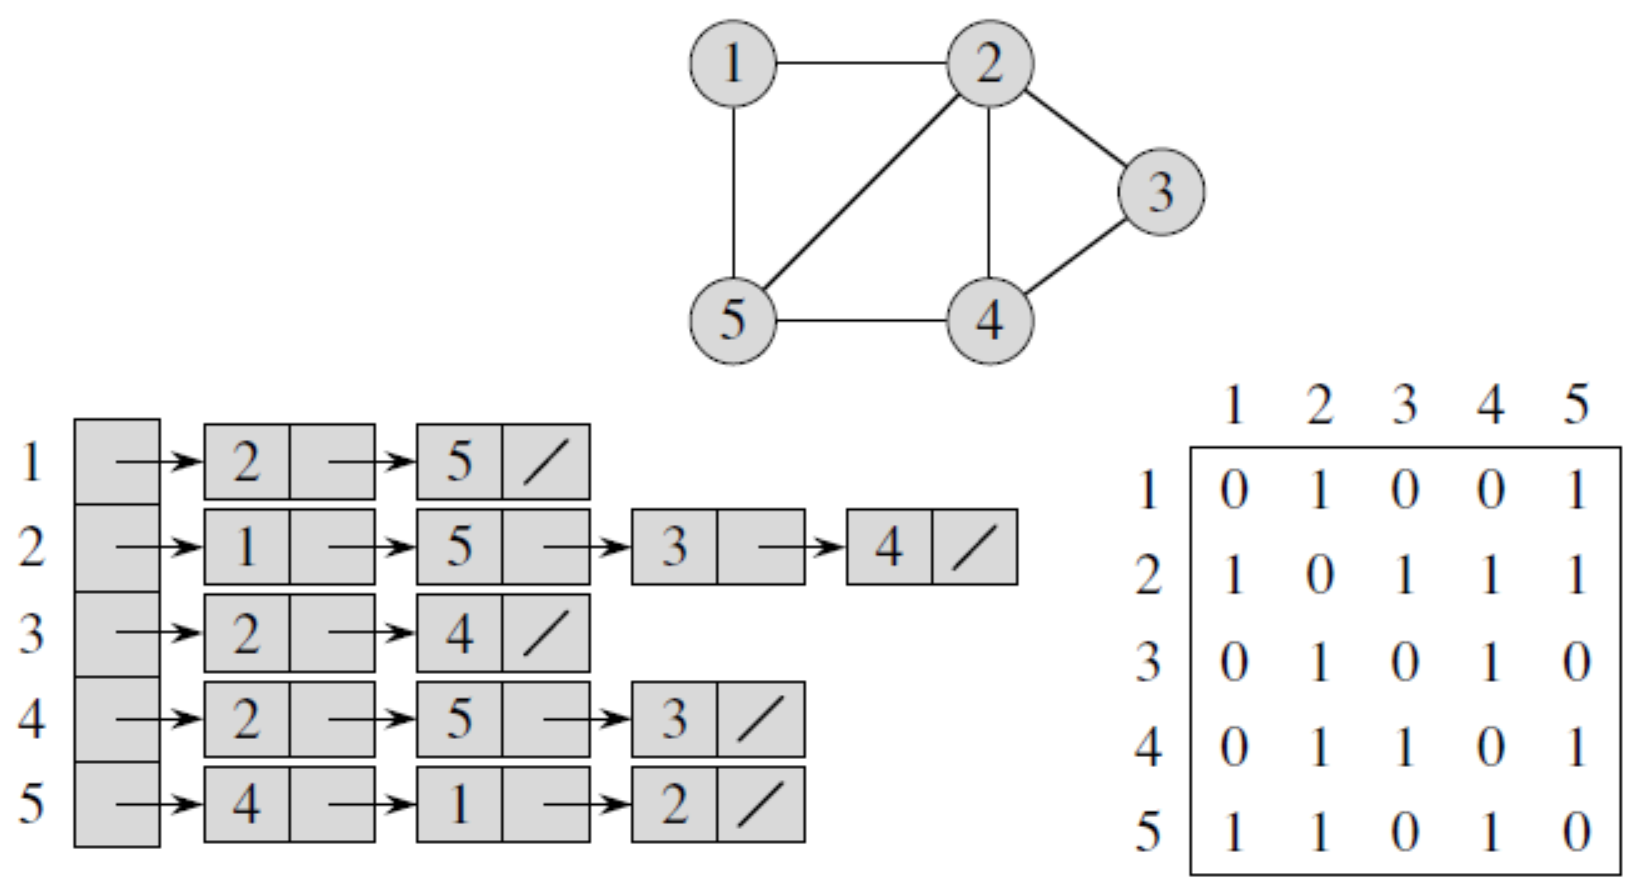 1 2
3
5 4
1 2 5 /
2 1 5 3 4 /
3 2 4 /
4 2 5 3 /
5 4 1 2 /
1 2 3 4 5
1 0 1 0 0 1
2 1 0 1 1 1
3 0 1 0 1 0
4 0 1 1 0 1
5 1 1 0 1 0